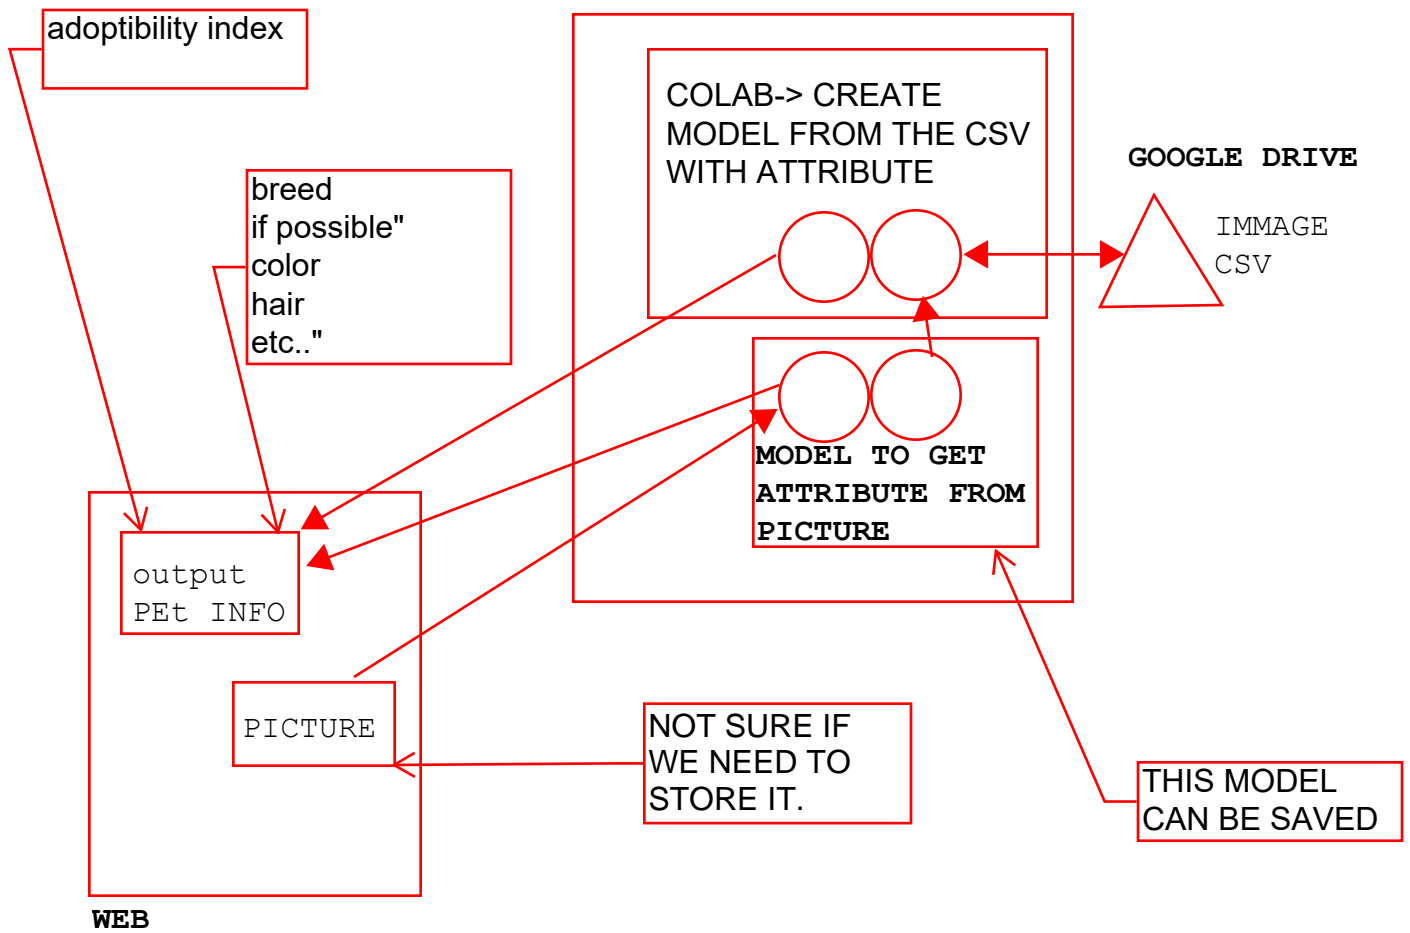 adoptibility index
COLAB-> CREATE
MODEL FROM THE CSV
WITH ATTRIBUTE
GOOGLE DRIVE
IMMAGE
CSV
breed
if possible"
color
hair
etc.."
MODEL TO GET
ATTRIBUTE FROM
PICTURE
output
PEt INFO
PICTURE
NOT SURE IF
WE NEED TO
STORE IT.
THIS MODEL
CAN BE SAVED
WEB